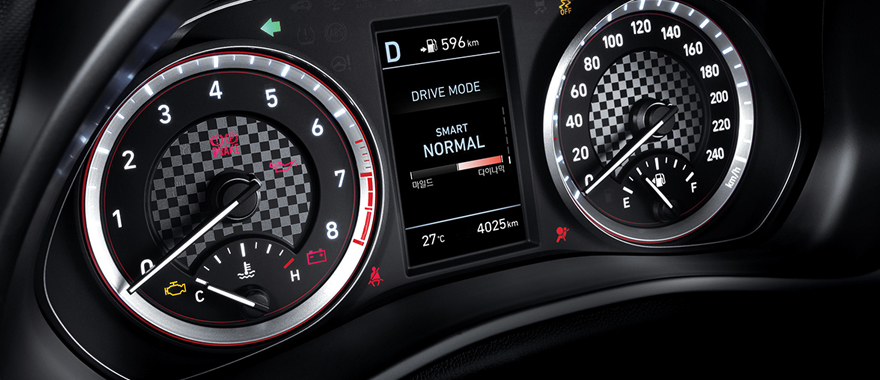 1
2
3
4
5
6
7
8
0
BRAKE
C
H
D
596 km
DRIVE MODE
SMART
NORMAL
마일드 다이나믹
27°C 4025 km
OFF
0
20
40
60
80
100
120
140
160
180
200
220
240
km/h
E F